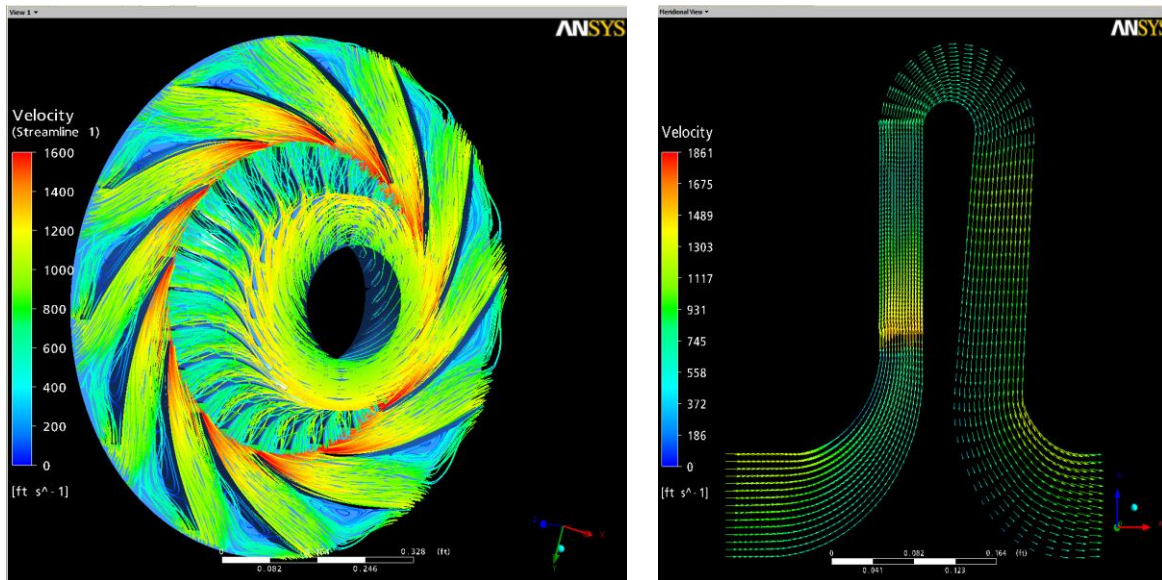 View 1
ANSYS
Velocity
(Streamline 1)
1600
1400
1200
1000
800
600
400
200
0
[ft s^-1]
0.328 (ft)
0.082
0.246
X
Y
Meridional View
ANSYS
Velocity
1861
1675
1489
1303
1117
931
745
558
372
186
0
[ft s^-1]
0
0.082
0.164 (ft)
0.041
0.123